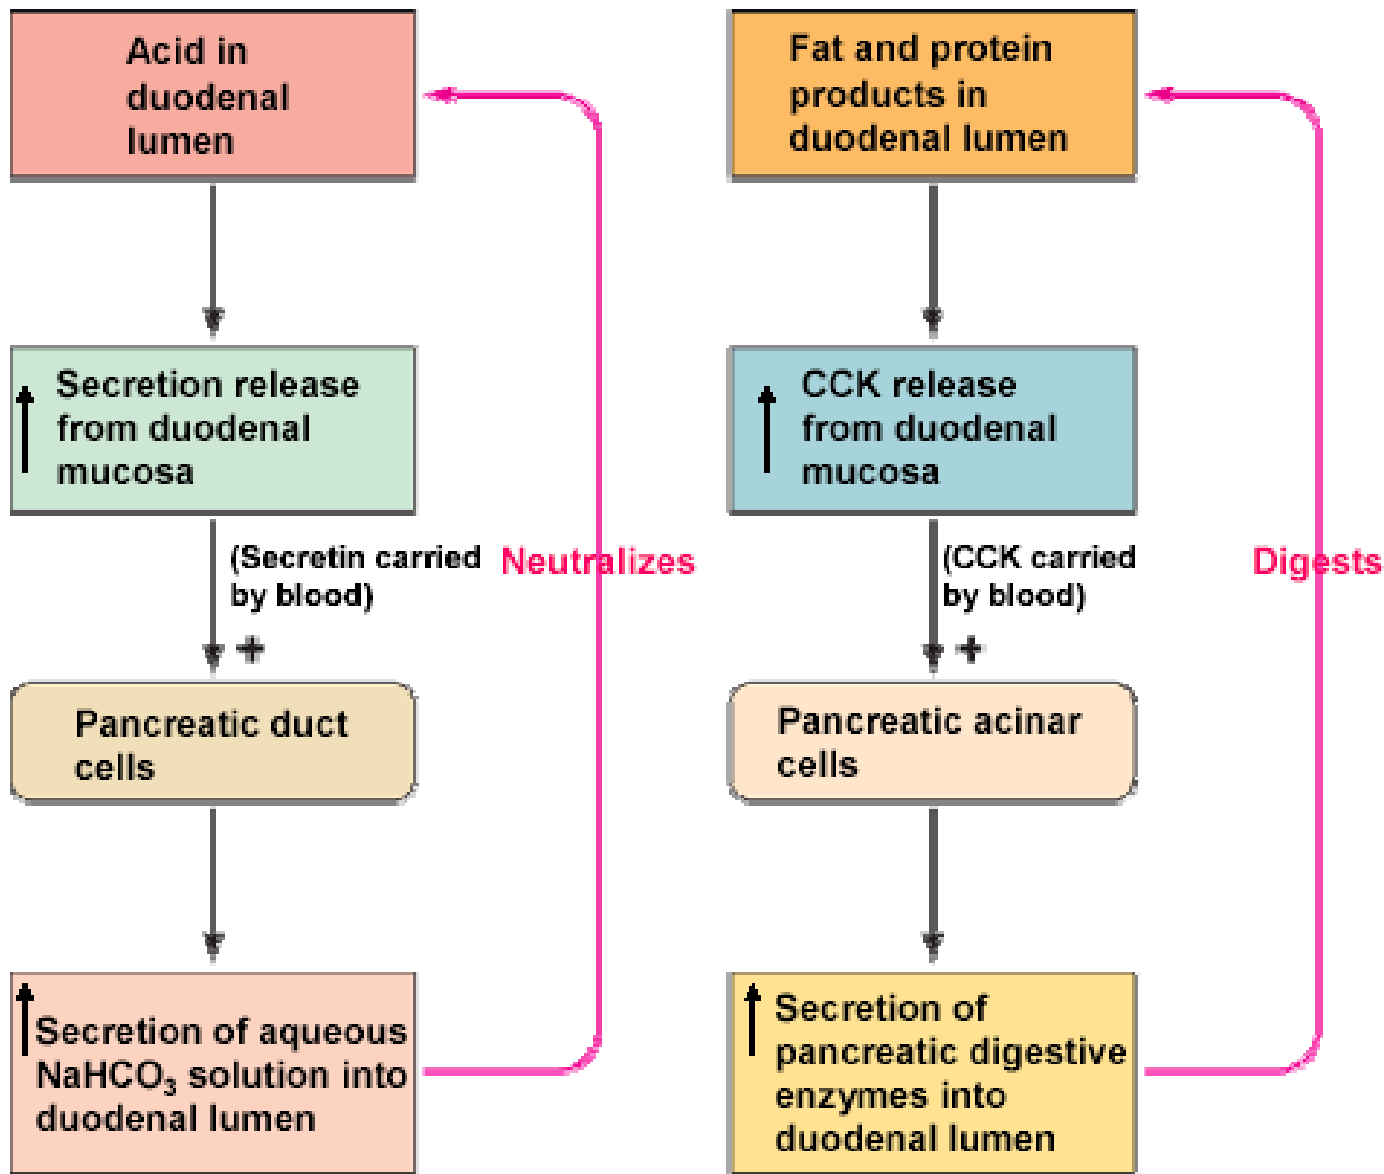 Acid in
duodenal
lumen
Secretion release
from duodenal
mucosa
(Secretin carried
by blood)
+
Neutralizes
Pancreatic duct
cells
Secretion of aqueous
NaHCO₃ solution into
duodenal lumen
Fat and protein
products in
duodenal lumen
CCK release
from duodenal
mucosa
(CCK carried
by blood)
+
Digests
Pancreatic acinar
cells
Secretion of
pancreatic digestive
enzymes into
duodenal lumen